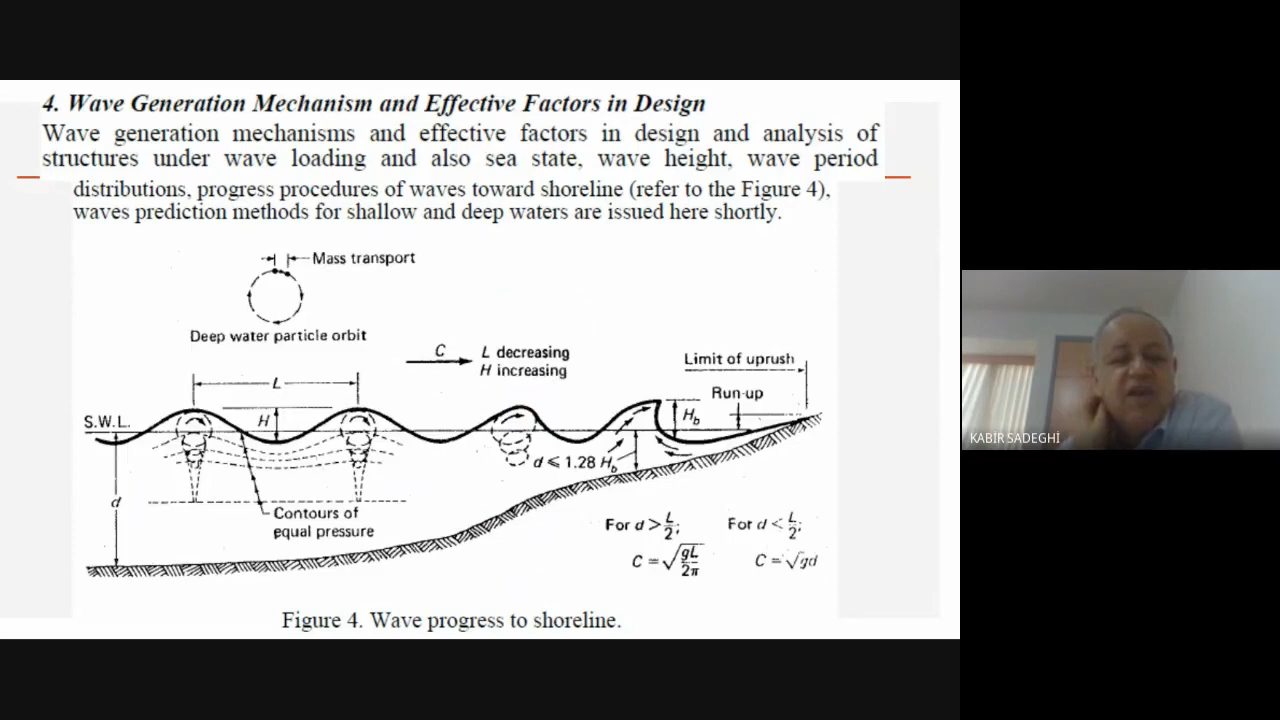 4. Wave Generation Mechanism and Effective Factors in Design
Wave generation mechanisms and effective factors in design and analysis of
structures under wave loading and also sea state, wave height, wave period
distributions, progress procedures of waves toward shoreline (refer to the Figure 4),
waves prediction methods for shallow and deep waters are issued here shortly.
Mass transport
Deep water particle orbit
C
L decreasing
H increasing
Limit of uprush
L
Run-up
S.W.L.
H
H_b
d ≤ 1.28 H_b
d
Contours of
equal pressure
For d > L/2;
C = √(gL/2π)
For d < L/2;
C = √gd
Figure 4. Wave progress to shoreline.
KABIR SADEGHİ